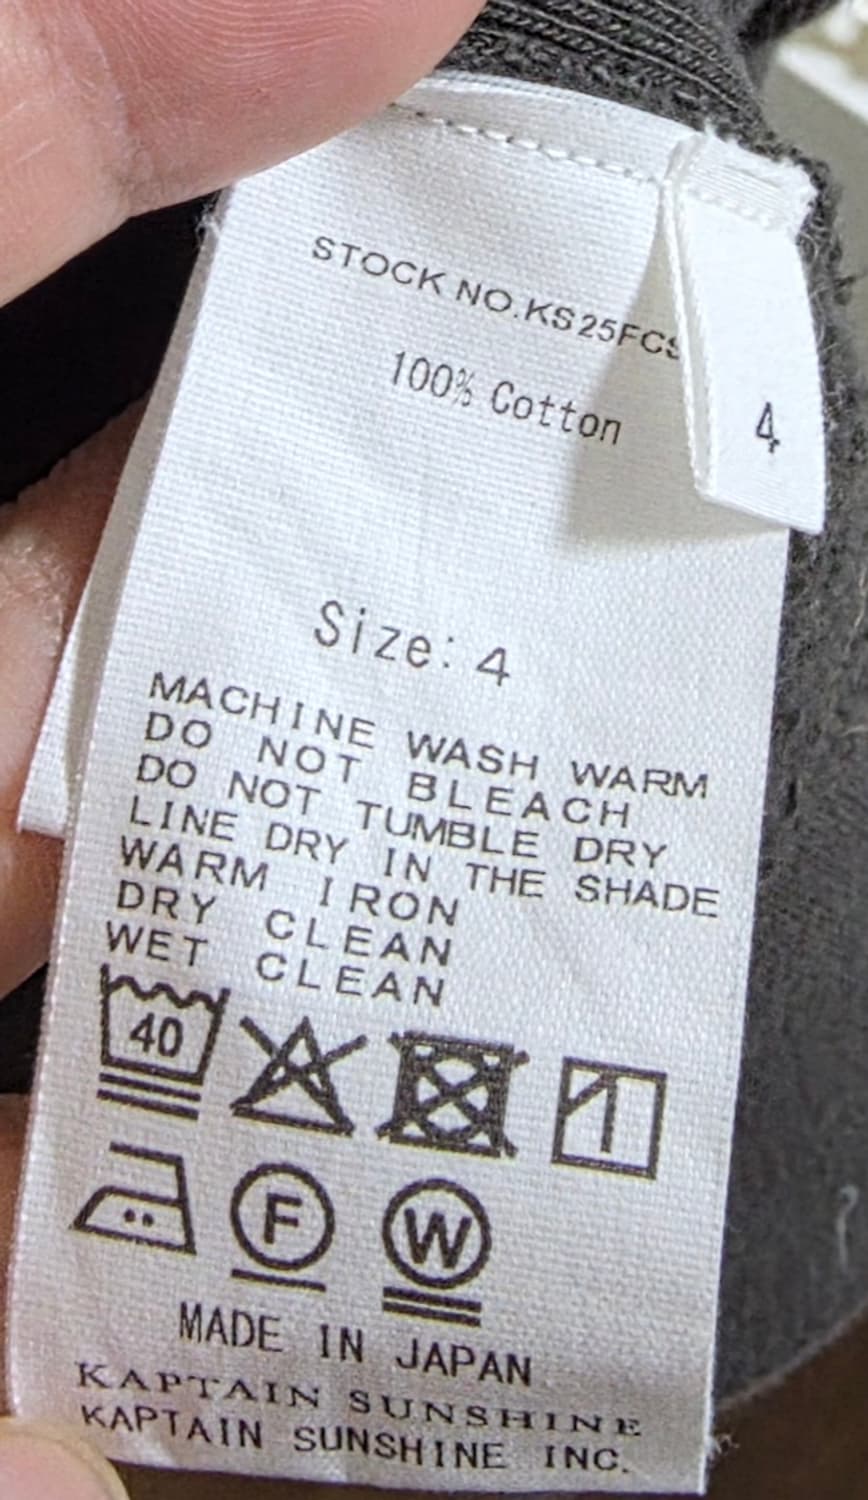 STOCK NO.KS25FCS
4
100% Cotton
Size: 4
MACHINE WASH WARM
DO NOT BLEACH
DO NOT TUMBLE DRY
LINE DRY IN THE SHADE
WARM IRON
DRY CLEAN
WET CLEAN
40
F W
MADE IN JAPAN
KAPTAIN SUNSHINE
KAPTAIN SUNSHINE INC.